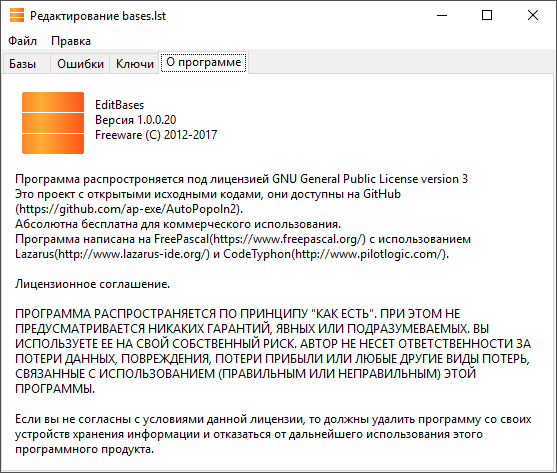 Редактирование bases.lst
Файл Правка
Базы Ошибки Ключи О программе
EditBases
Версия 1.0.0.20
Freeware (C) 2012-2017
Программа распростроняется под лицензией GNU General Public License version 3
Это проект с открытыми исходными кодами, они доступны на GitHub
(https://github.com/ap-exe/AutoPopoln2).
Абсолютна бесплатна для коммерческого использования.
Программа написана на FreePascal(https://www.freepascal.org/) с использованием
Lazarus(http://www.lazarus-ide.org/) и CodeTyphon(http://www.pilotlogic.com/).
Лицензионное соглашение.
ПРОГРАММА РАСПРОСТРАНЯЕТСЯ ПО ПРИНЦИПУ "КАК ЕСТЬ". ПРИ ЭТОМ НЕ
ПРЕДУСМАТРИВАЕТСЯ НИКАКИХ ГАРАНТИЙ, ЯВНЫХ ИЛИ ПОДРАЗУМЕВАЕМЫХ. ВЫ
ИСПОЛЬЗУЕТЕ ЕЕ НА СВОЙ СОБСТВЕННЫЙ РИСК. АВТОР НЕ НЕСЕТ ОТВЕТСТВЕННОСТИ ЗА
ПОТЕРИ ДАННЫХ, ПОВРЕЖДЕНИЯ, ПОТЕРИ ПРИБЫЛИ ИЛИ ЛЮБЫЕ ДРУГИЕ ВИДЫ ПОТЕРЬ,
СВЯЗАННЫЕ С ИСПОЛЬЗОВАНИЕМ (ПРАВИЛЬНЫМ ИЛИ НЕПРАВИЛЬНЫМ) ЭТОЙ
ПРОГРАММЫ.
Если вы не согласны с условиями данной лицензии, то должны удалить программу со своих
устройств хранения информации и отказаться от дальнейшего использования этого
программного продукта.